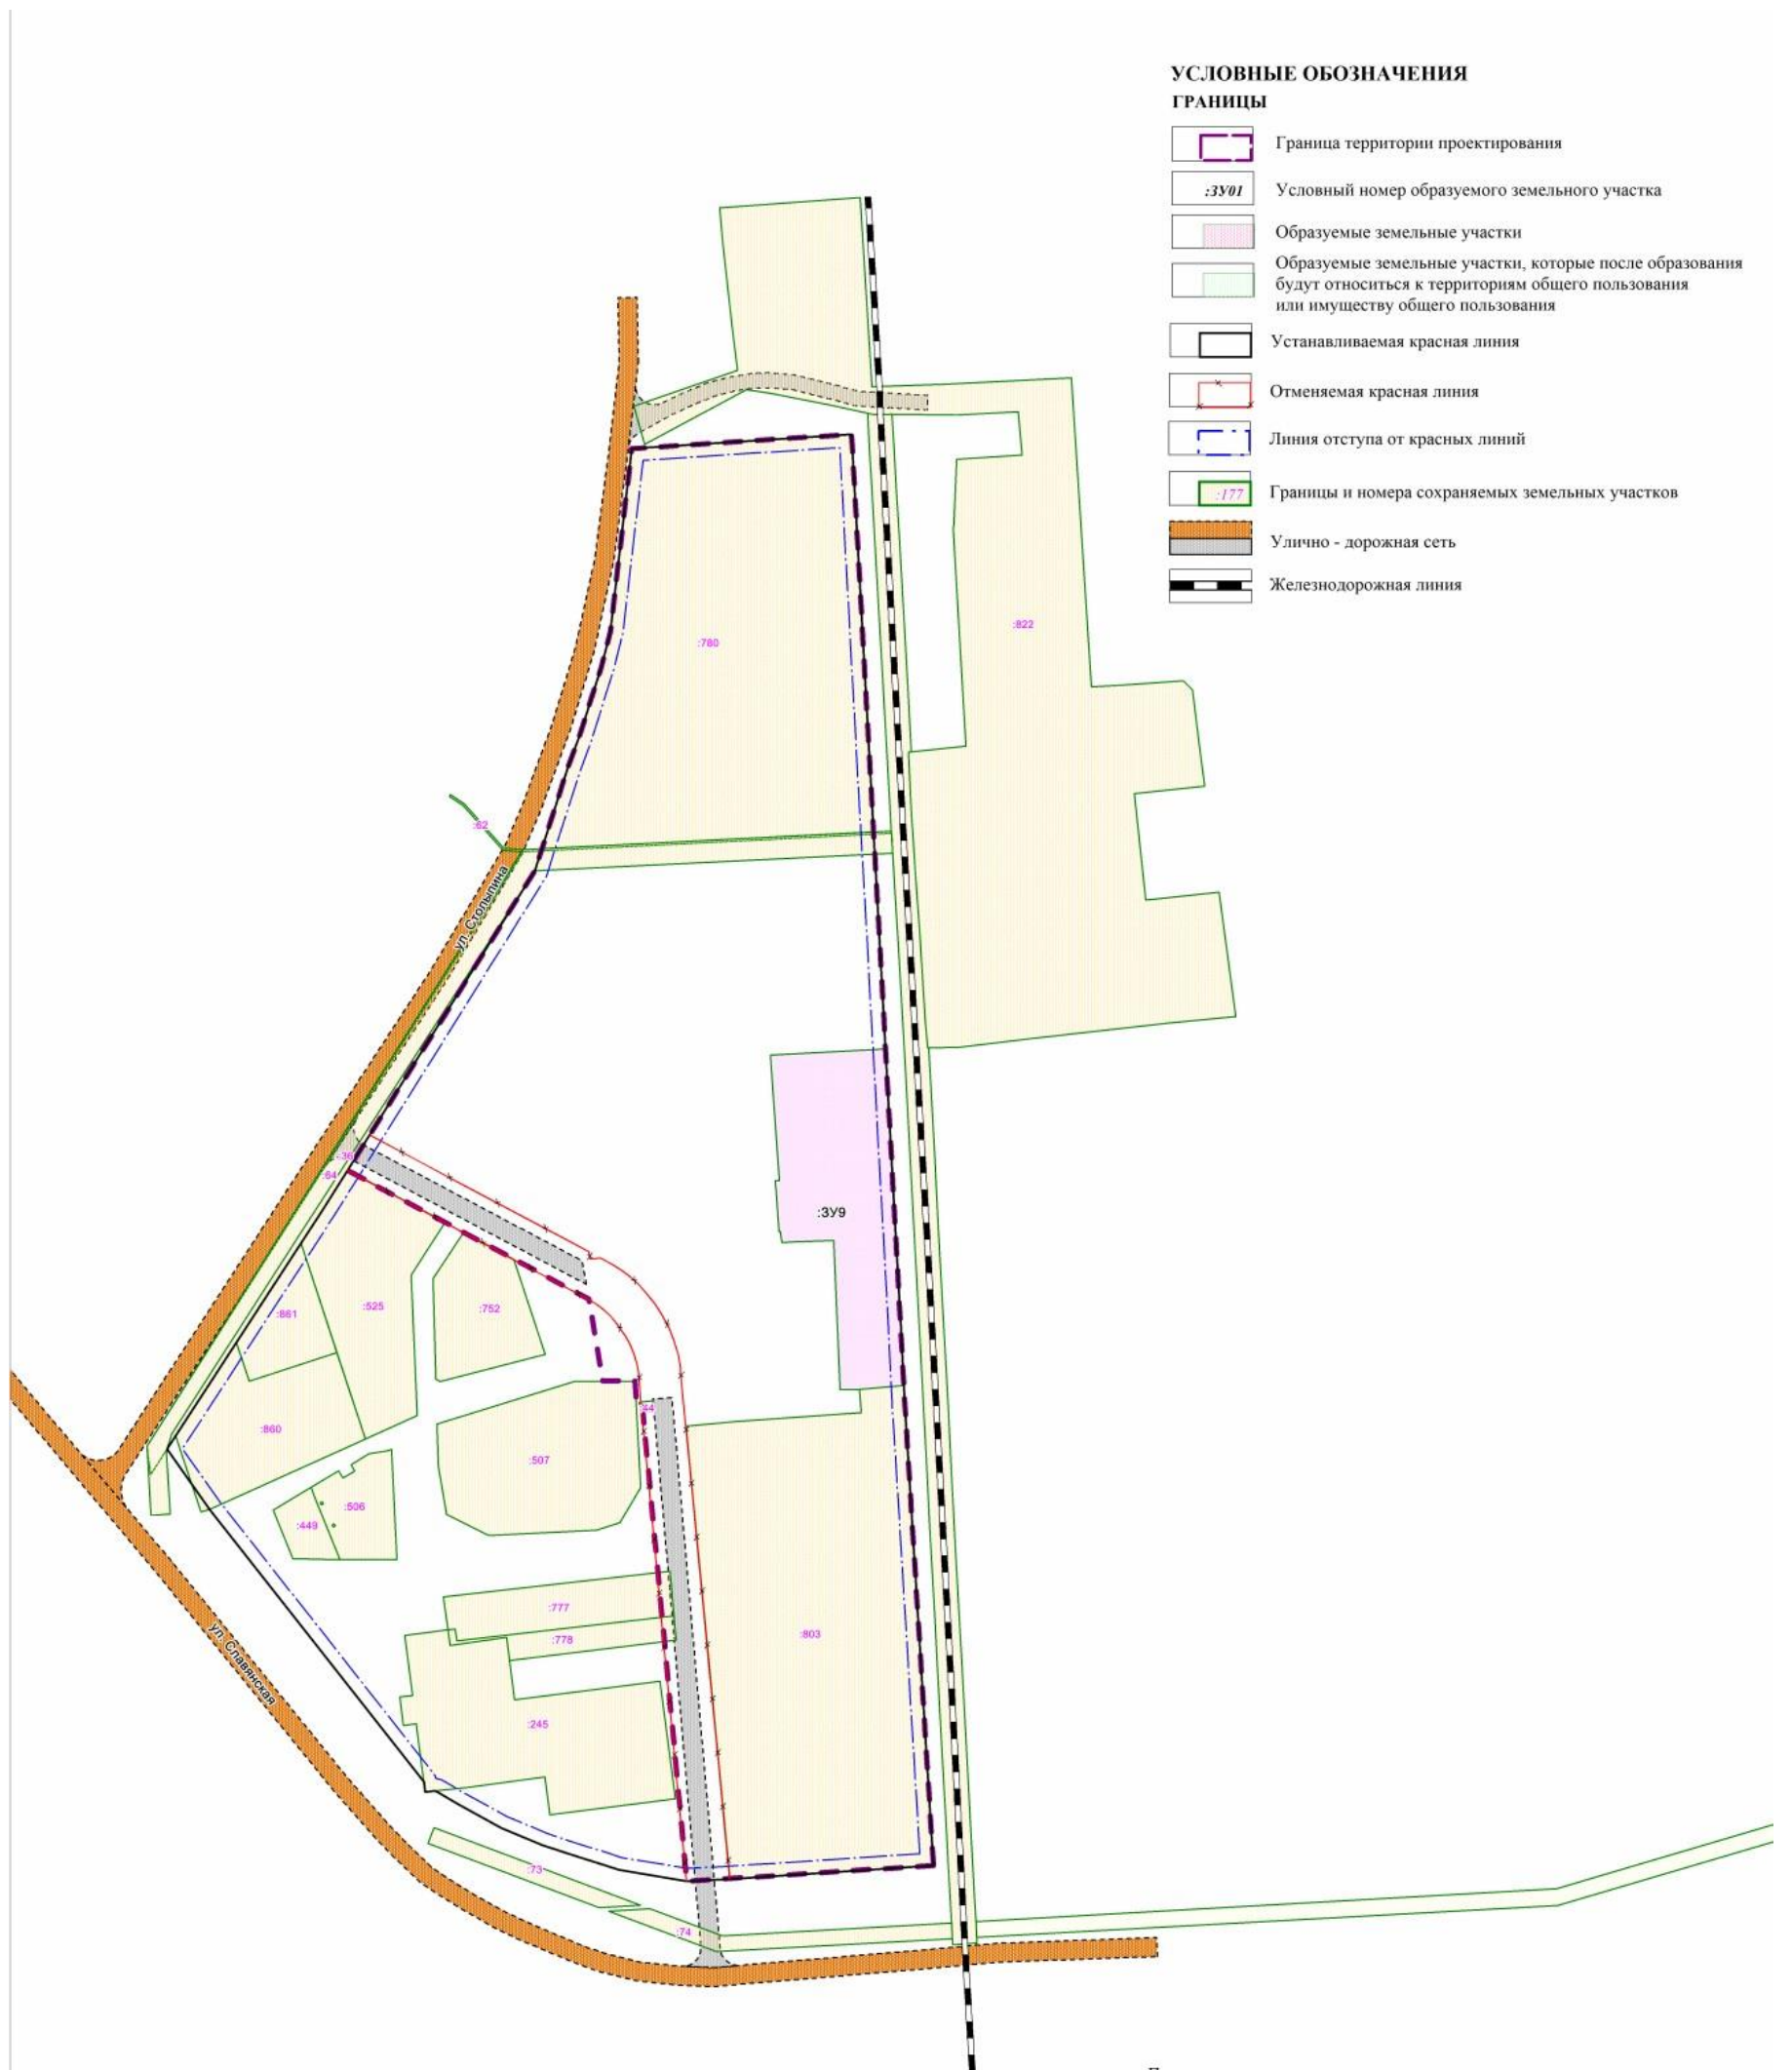 УСЛОВНЫЕ ОБОЗНАЧЕНИЯ
ГРАНИЦЫ
Граница территории проектирования
:ЗУ01 Условный номер образуемого земельного участка
Образуемые земельные участки
Образуемые земельные участки, которые после образования
будут относиться к территориям общего пользования
или имуществу общего пользования
Устанавливаемая красная линия
Отменяемая красная линия
Линия отступа от красных линий
:177 Границы и номера сохраняемых земельных участков
Улично - дорожная сеть
Железнодорожная линия
:822
:780
:62
ул. Столыпина
:36
:64
:ЗУ9
:861
:525
:752
:44
:860
:507
:506
:449
:777
:778
:803
ул. Славянская
:245
:73
:74